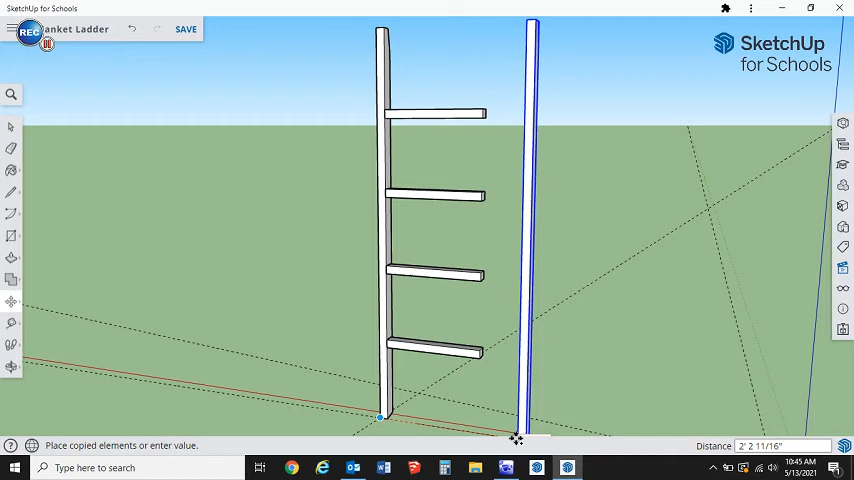 SketchUp for Schools
REC
anket Ladder
SAVE
SketchUp
for Schools
Place copied elements or enter value.
Distance 2' 2 11/16"
Type here to search
10:45 AM
5/13/2021